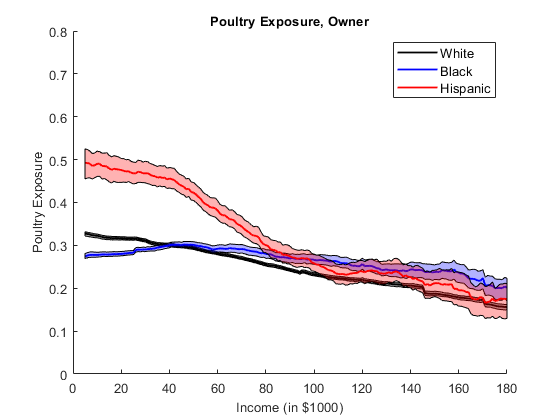 Poultry Exposure, Owner
White
Black
Hispanic
Poultry Exposure
0.8
0.7
0.6
0.5
0.4
0.3
0.2
0.1
0
0 20 40 60 80 100 120 140 160 180
Income (in $1000)